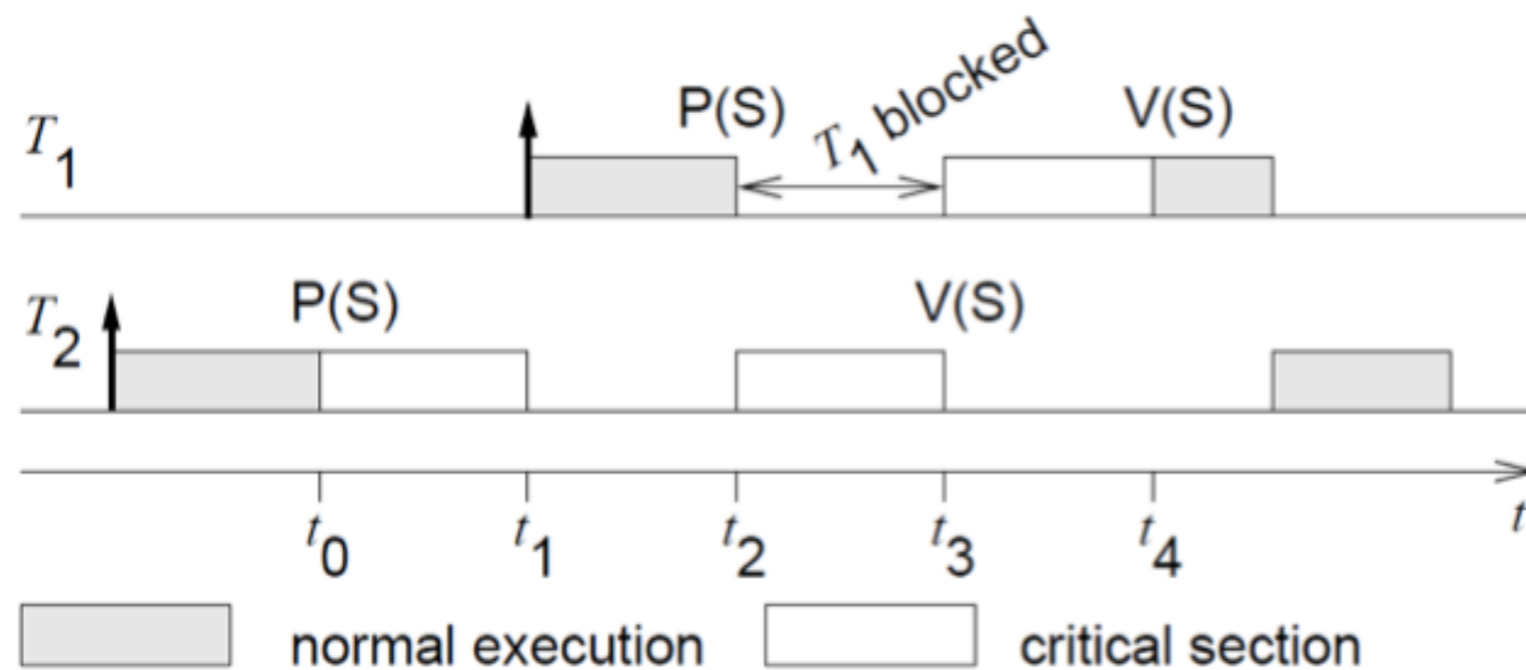 T1 blocked
P(S) V(S)
T1
P(S) V(S)
T2
t0 t1 t2 t3 t4 t
normal execution critical section